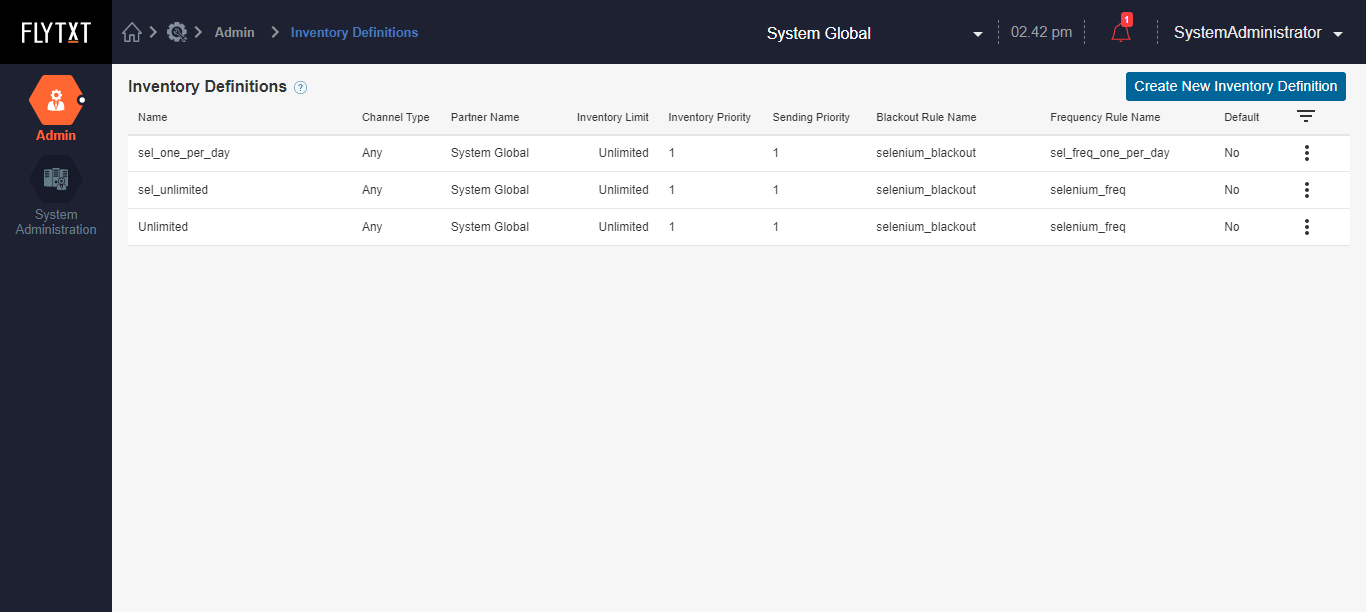 FLYTXT
Admin
Inventory Definitions
System Global
02.42 pm
1
SystemAdministrator
Admin
System
Administration
Inventory Definitions ?
Create New Inventory Definition
Name Channel Type Partner Name Inventory Limit Inventory Priority Sending Priority Blackout Rule Name Frequency Rule Name Default
sel_one_per_day Any System Global Unlimited 1 1 selenium_blackout sel_freq_one_per_day No
sel_unlimited Any System Global Unlimited 1 1 selenium_blackout selenium_freq No
Unlimited Any System Global Unlimited 1 1 selenium_blackout selenium_freq No